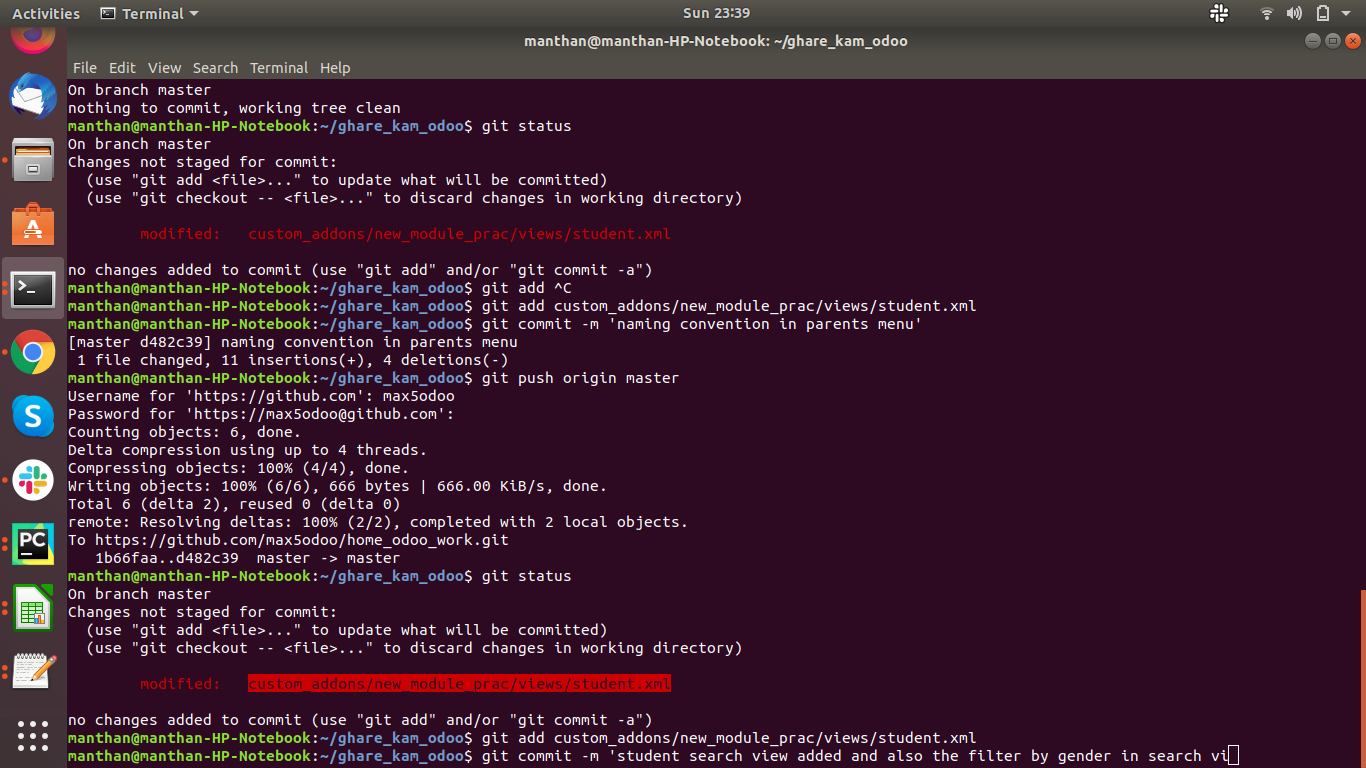 Activities
Terminal
Sun 23:39
manthan@manthan-HP-Notebook: ~/ghare_kam_odoo
File Edit View Search Terminal Help
On branch master
nothing to commit, working tree clean
manthan@manthan-HP-Notebook:~/ghare_kam_odoo$ git status
On branch master
Changes not staged for commit:
  (use "git add <file>..." to update what will be committed)
  (use "git checkout -- <file>..." to discard changes in working directory)
        modified:   custom_addons/new_module_prac/views/student.xml
no changes added to commit (use "git add" and/or "git commit -a")
manthan@manthan-HP-Notebook:~/ghare_kam_odoo$ git add ^C
manthan@manthan-HP-Notebook:~/ghare_kam_odoo$ git add custom_addons/new_module_prac/views/student.xml
manthan@manthan-HP-Notebook:~/ghare_kam_odoo$ git commit -m 'naming convention in parents menu'
[master d482c39] naming convention in parents menu
 1 file changed, 11 insertions(+), 4 deletions(-)
manthan@manthan-HP-Notebook:~/ghare_kam_odoo$ git push origin master
Username for 'https://github.com': max5odoo
Password for 'https://max5odoo@github.com':
Counting objects: 6, done.
Delta compression using up to 4 threads.
Compressing objects: 100% (4/4), done.
Writing objects: 100% (6/6), 666 bytes | 666.00 KiB/s, done.
Total 6 (delta 2), reused 0 (delta 0)
remote: Resolving deltas: 100% (2/2), completed with 2 local objects.
To https://github.com/max5odoo/home_odoo_work.git
   1b66faa..d482c39  master -> master
manthan@manthan-HP-Notebook:~/ghare_kam_odoo$ git status
On branch master
Changes not staged for commit:
  (use "git add <file>..." to update what will be committed)
  (use "git checkout -- <file>..." to discard changes in working directory)
        modified:   custom_addons/new_module_prac/views/student.xml
no changes added to commit (use "git add" and/or "git commit -a")
manthan@manthan-HP-Notebook:~/ghare_kam_odoo$ git add custom_addons/new_module_prac/views/student.xml
manthan@manthan-HP-Notebook:~/ghare_kam_odoo$ git commit -m 'student search view added and also the filter by gender in search vi
S
PC